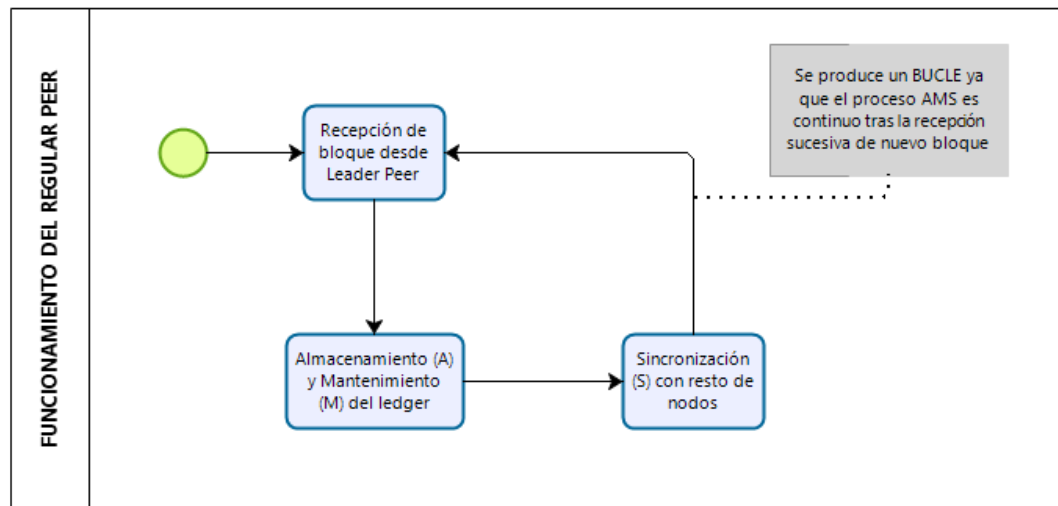 FUNCIONAMIENTO DEL REGULAR PEER
Recepción de
bloque desde
Leader Peer
Se produce un BUCLE ya
que el proceso AMS es
continuo tras la recepción
sucesiva de nuevo bloque
Almacenamiento (A)
y Mantenimiento
(M) del ledger
Sincronización
(S) con resto de
nodos